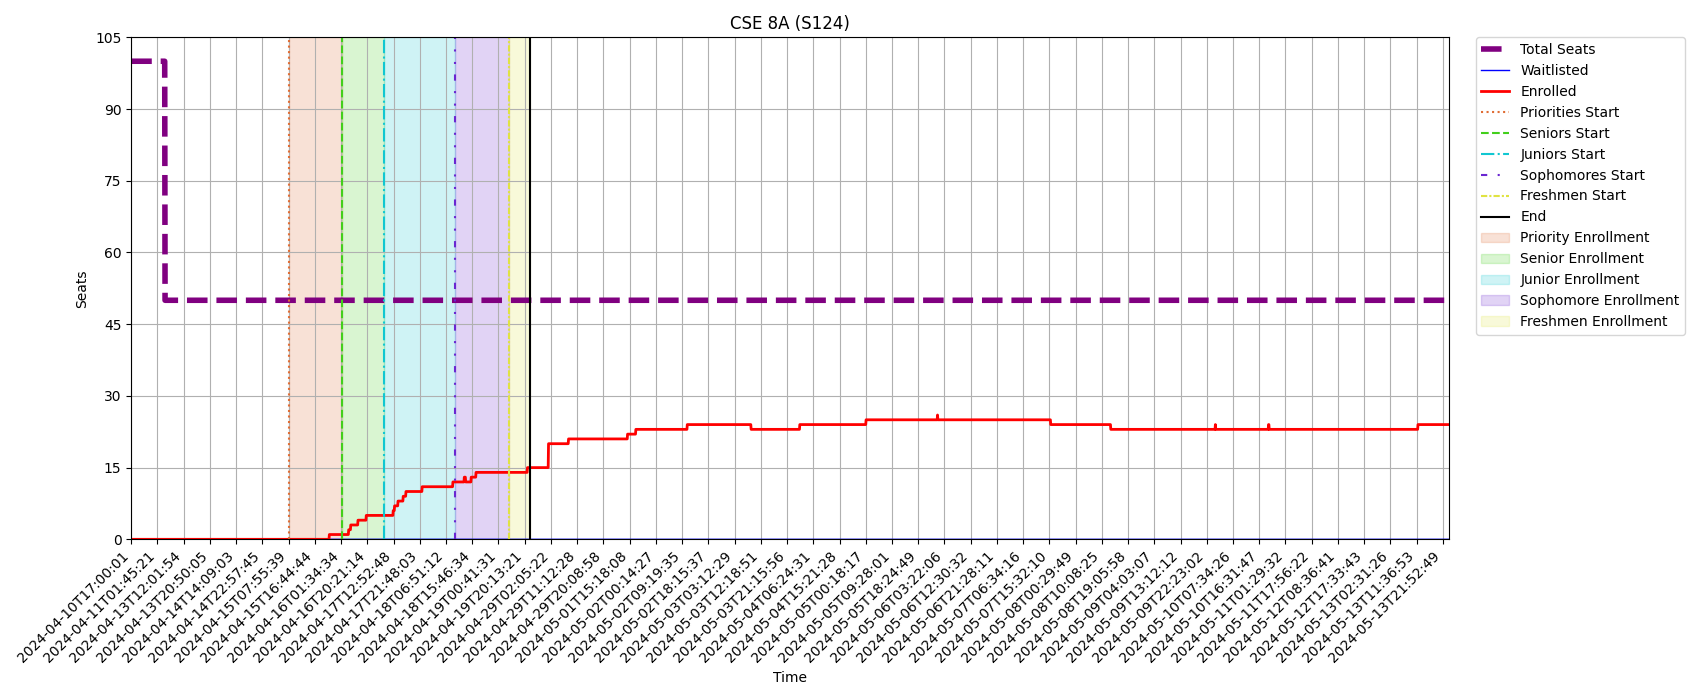 CSE 8A (S124)
105
90
75
60
45
30
15
0
Seats
2024-04-10T17:00:01
2024-04-11T01:45:21
2024-04-13T12:01:54
2024-04-13T20:50:05
2024-04-14T14:09:03
2024-04-14T22:57:45
2024-04-15T07:55:39
2024-04-15T16:44:44
2024-04-16T01:34:34
2024-04-16T20:21:14
2024-04-17T12:52:48
2024-04-17T21:48:03
2024-04-18T06:51:12
2024-04-18T15:46:34
2024-04-19T00:41:31
2024-04-19T20:13:21
2024-04-29T02:05:22
2024-04-29T11:12:28
2024-04-29T20:08:58
2024-05-01T15:18:08
2024-05-02T00:14:27
2024-05-02T09:19:35
2024-05-02T18:15:37
2024-05-03T03:12:29
2024-05-03T12:18:51
2024-05-03T21:15:56
2024-05-04T06:24:31
2024-05-04T15:21:28
2024-05-05T00:18:17
2024-05-05T09:28:01
2024-05-05T18:24:49
2024-05-06T03:22:06
2024-05-06T12:30:32
2024-05-06T21:28:11
2024-05-07T06:34:16
2024-05-07T15:32:10
2024-05-08T00:29:49
2024-05-08T10:08:25
2024-05-08T19:05:58
2024-05-09T04:03:07
2024-05-09T13:12:12
2024-05-09T22:23:02
2024-05-10T07:34:26
2024-05-10T16:31:47
2024-05-11T01:29:32
2024-05-11T17:56:22
2024-05-12T08:36:41
2024-05-12T17:33:43
2024-05-13T02:31:26
2024-05-13T11:36:53
2024-05-13T21:52:49
Time
Total Seats
Waitlisted
Enrolled
Priorities Start
Seniors Start
Juniors Start
Sophomores Start
Freshmen Start
End
Priority Enrollment
Senior Enrollment
Junior Enrollment
Sophomore Enrollment
Freshmen Enrollment